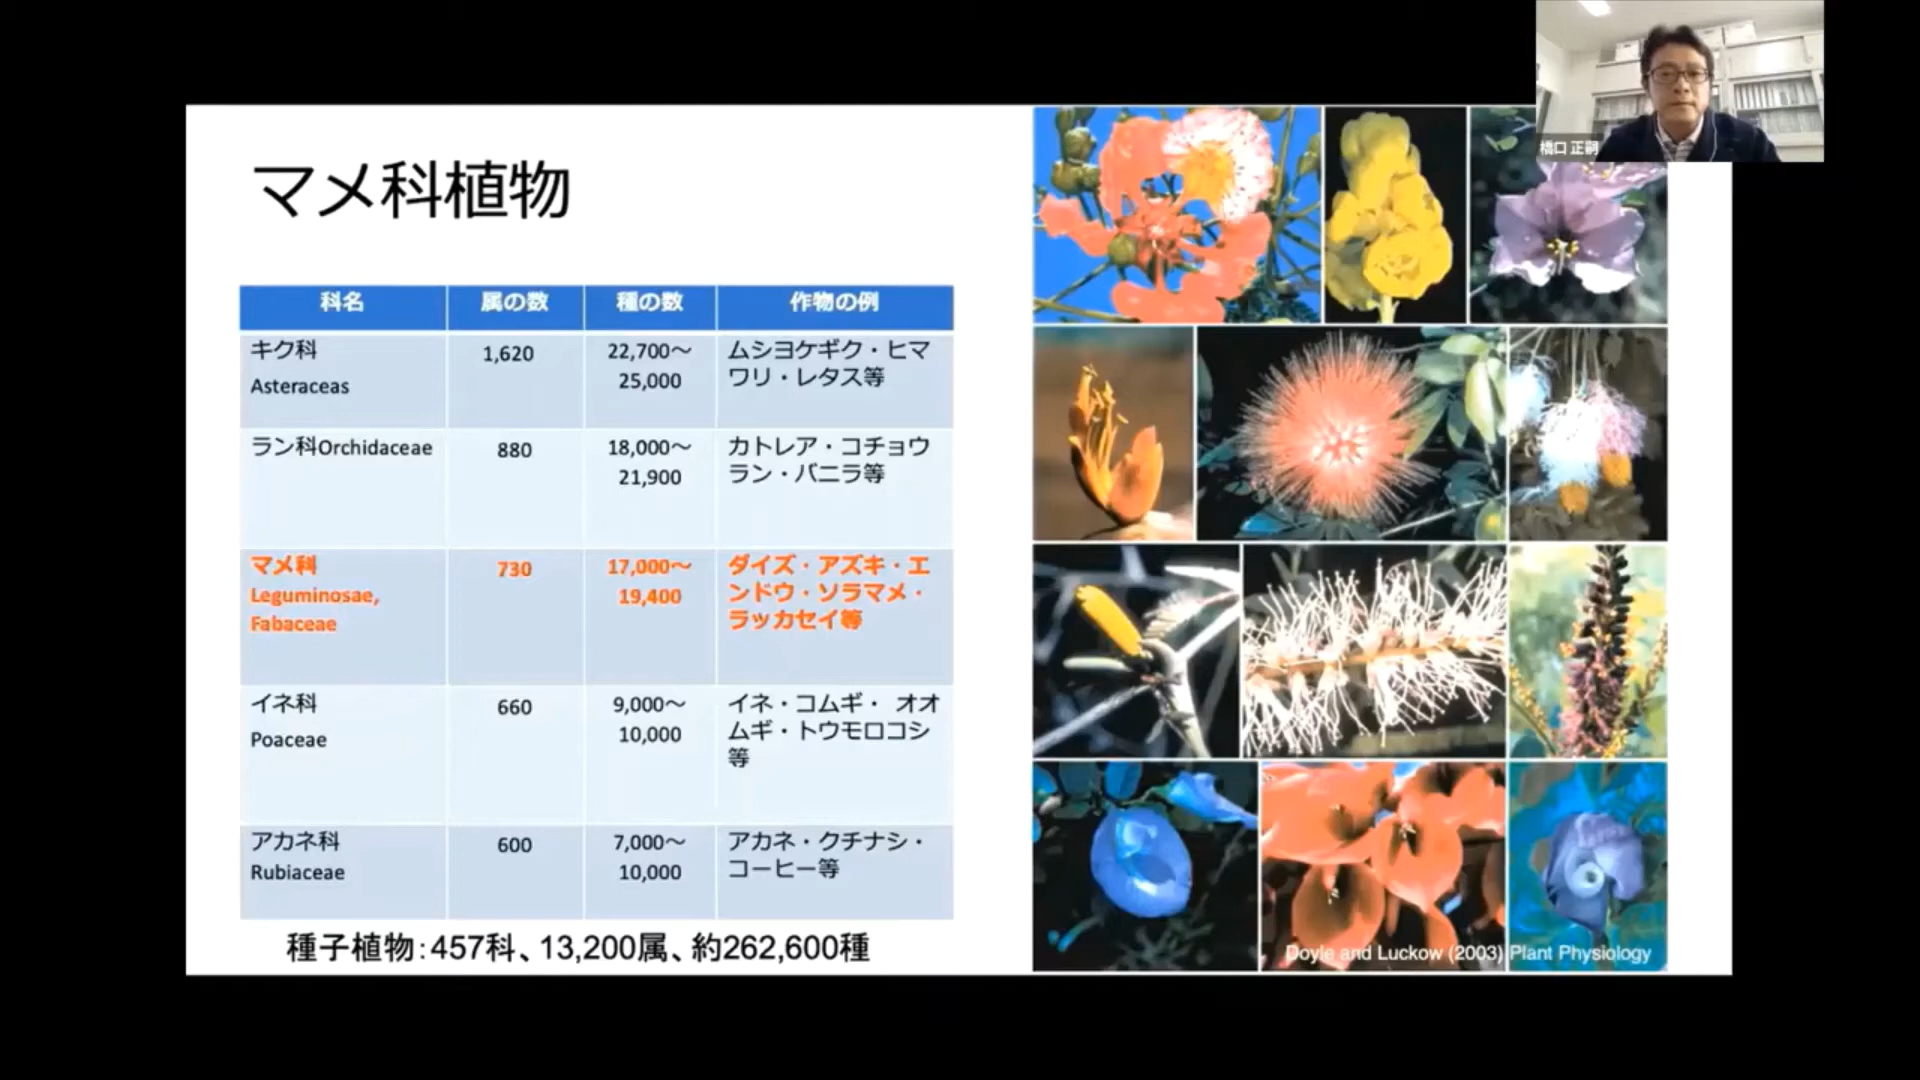 橋口 正嗣
マメ科植物
科名 属の数 種の数 作物の例
キク科
Asteraceas
1,620
22,700～
25,000
ムシヨケギク・ヒマ
ワリ・レタス等
ラン科Orchidaceae
880
18,000～
21,900
カトレア・コチョウ
ラン・バニラ等
マメ科
Leguminosae,
Fabaceae
730
17,000～
19,400
ダイズ・アズキ・エ
ンドウ・ソラマメ・
ラッカセイ等
イネ科
Poaceae
660
9,000～
10,000
イネ・コムギ・ オオ
ムギ・トウモロコシ
等
アカネ科
Rubiaceae
600
7,000～
10,000
アカネ・クチナシ・
コーヒー等
種子植物：457科、13,200属、約262,600種
Doyle and Luckow (2003) Plant Physiology